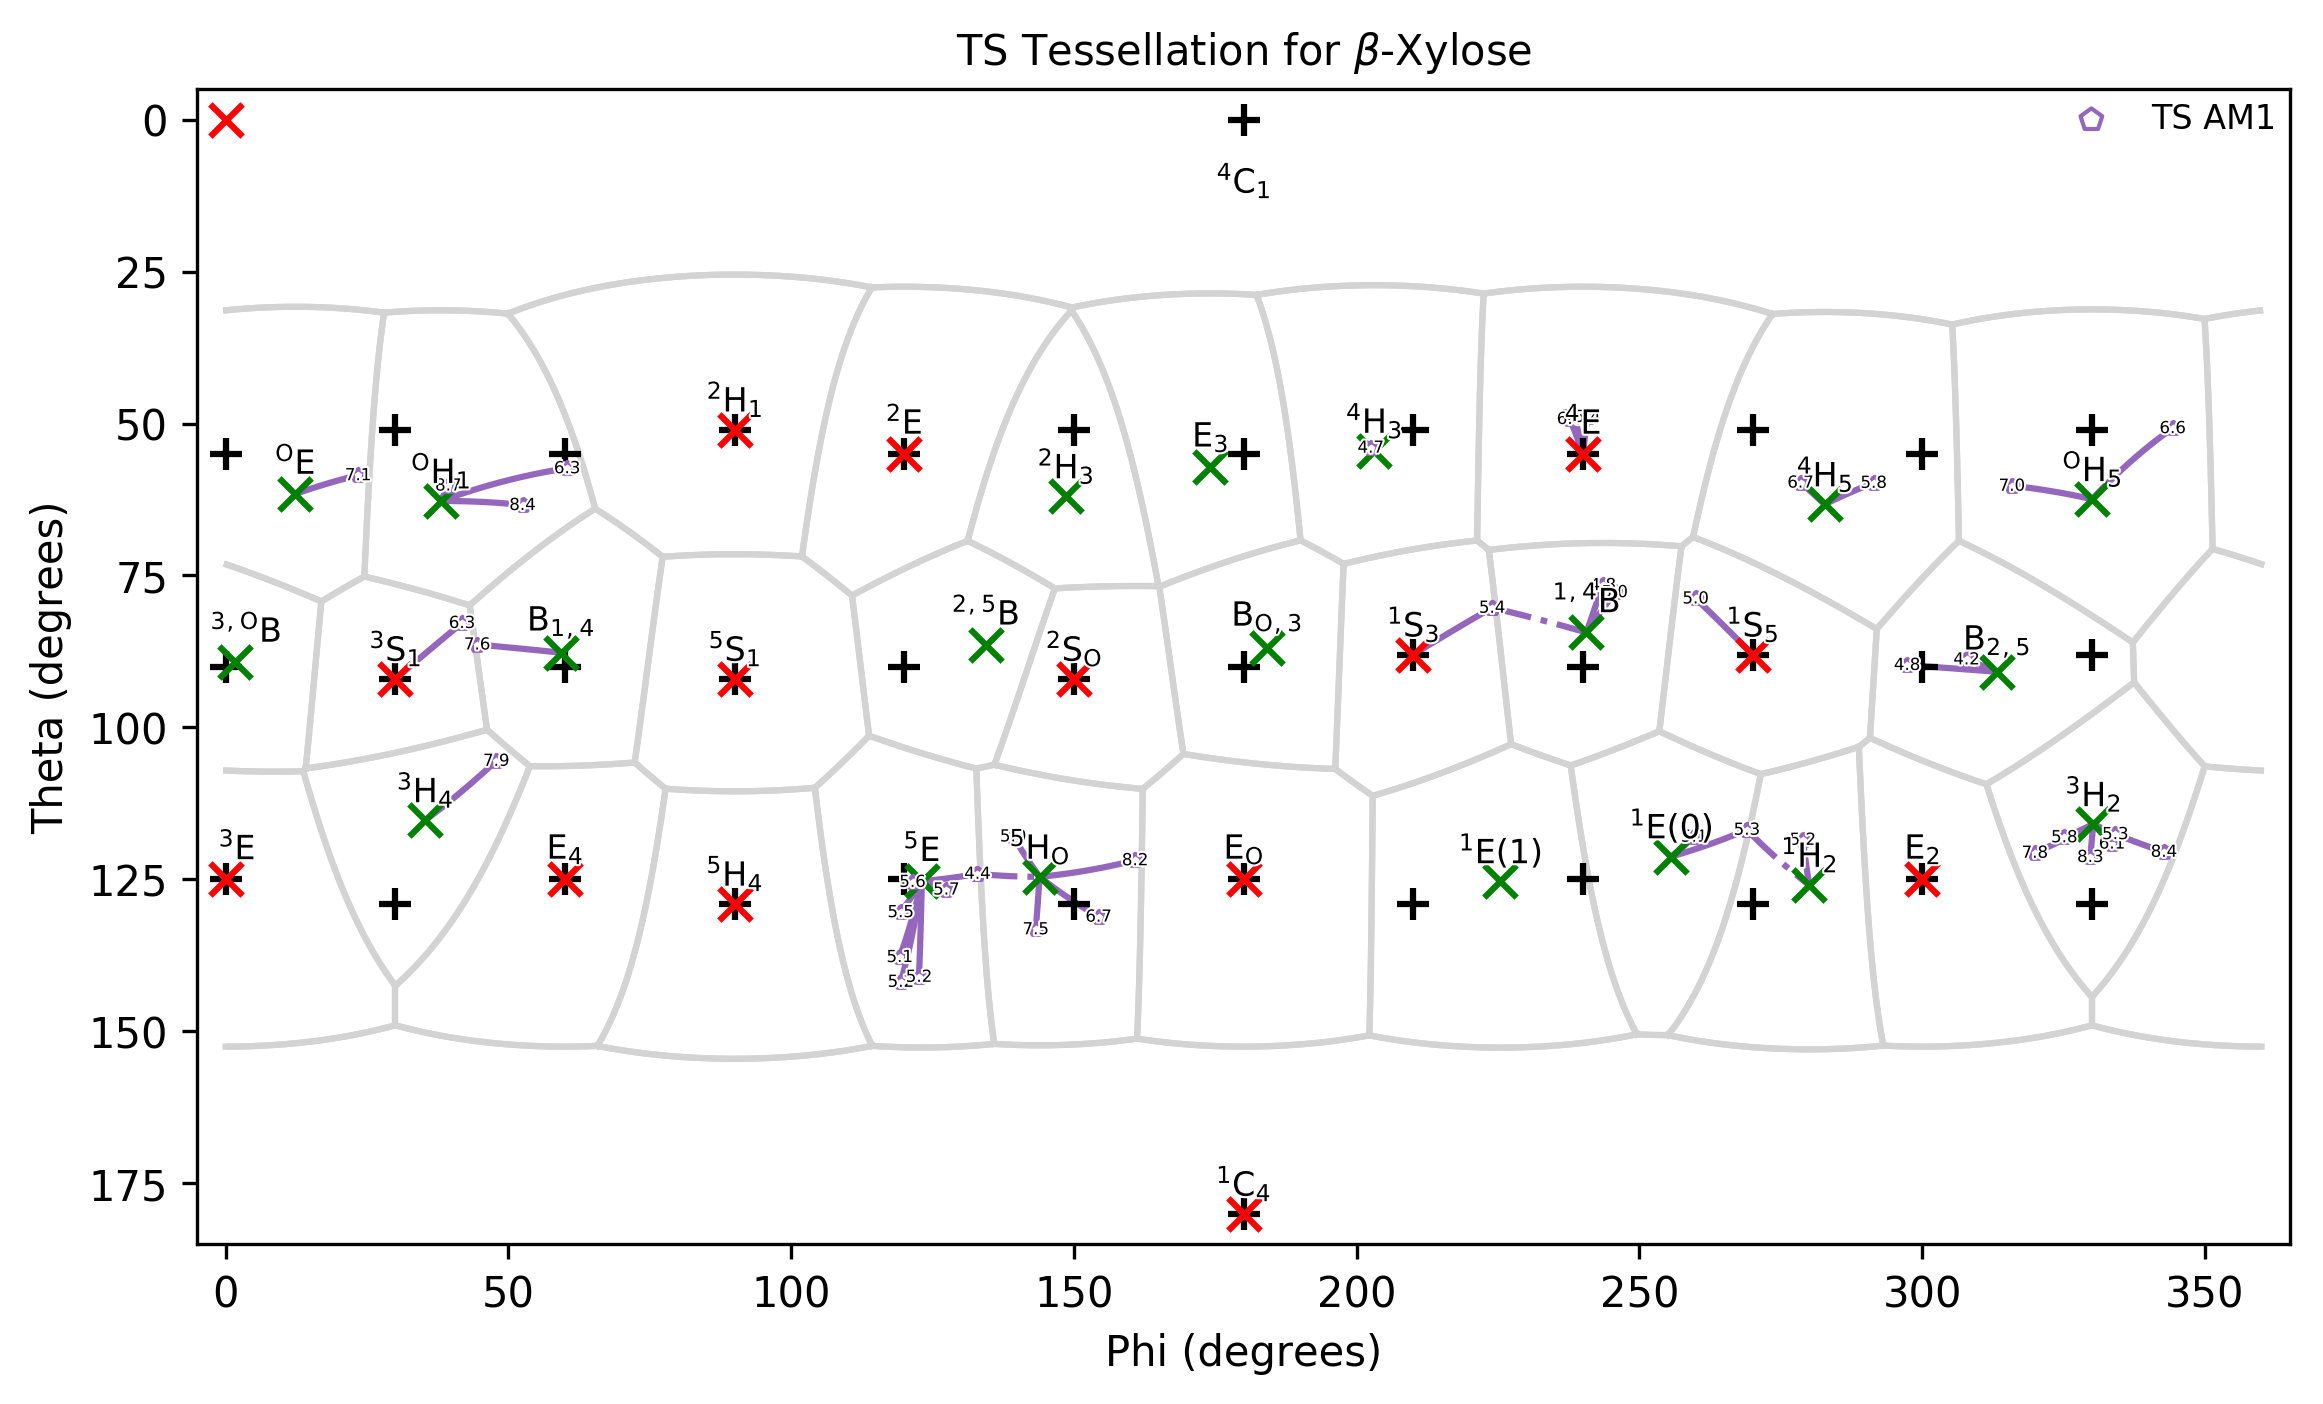 TS Tessellation for β-Xylose
TS AM1
⁴C₁
²H₁
²E
⁴H₃
⁴E
E₃
ᴼE
ᴼH₁
²H₃
⁴H₅
ᴼH₅
7.1
6.3
8.4
4.7
6.7
5.8
7.0
6.6
³,ᴼB
³S₁
B₁,₄
⁵S₁
²,⁵B
²Sₒ
Bₒ,₃
¹S₃
¹,⁴B
¹S₅
B₂,₅
6.3
7.6
5.4
5.0
4.8
4.2
7.9
³H₄
³H₂
³E
E₄
⁵H₄
⁵E
⁵Hₒ
Eₒ
¹E(1)
¹E(0)
¹H₂
E₂
5.6
5.7
4.4
8.2
5.5
5.1
5.2
5.2
7.5
6.7
5.3
5.2
7.8
5.8
8.3
5.3
6.1
8.4
¹C₄
0
25
50
75
100
125
150
175
Theta (degrees)
0
50
100
150
200
250
300
350
Phi (degrees)